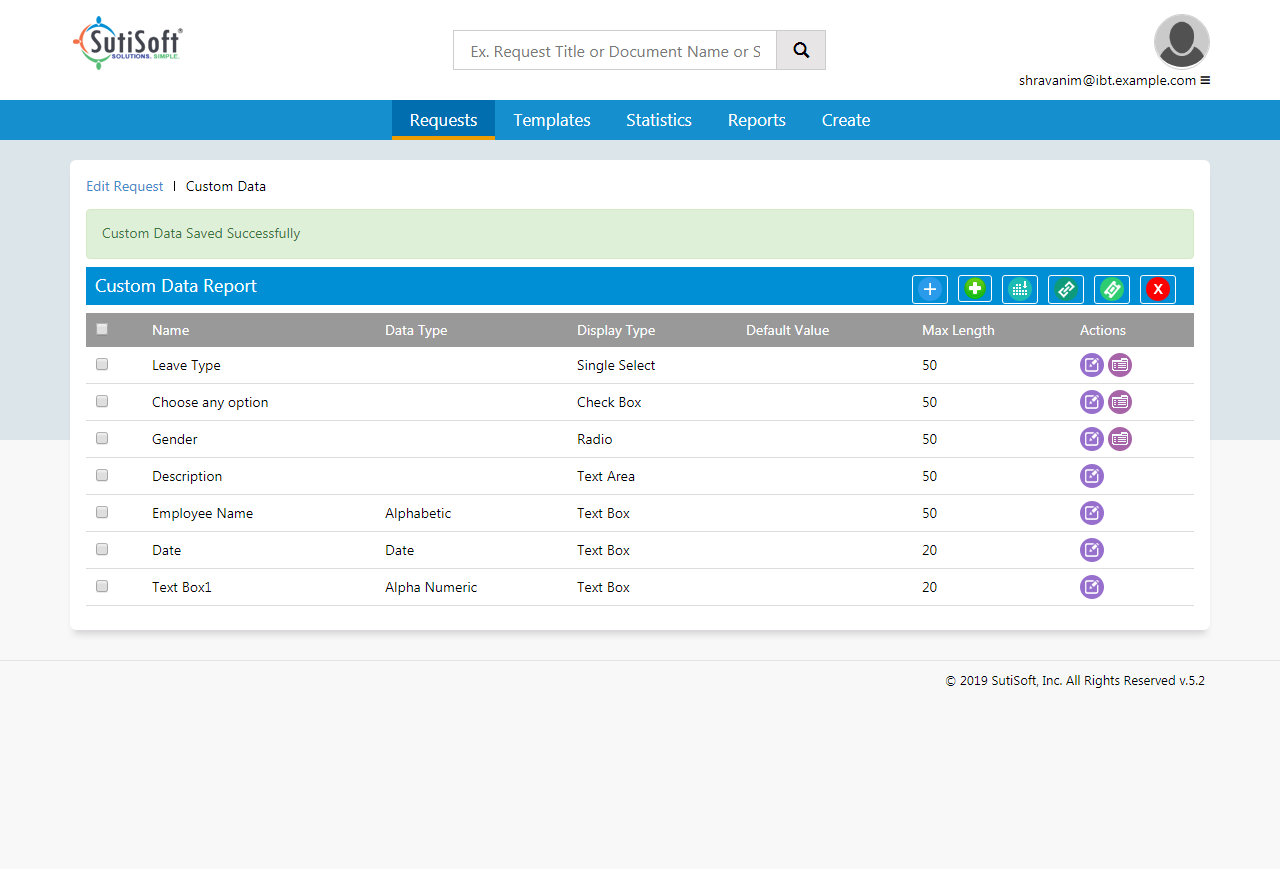 SutiSoft®
SOLUTIONS. SIMPLE.
Ex. Request Title or Document Name or S
shravanim@ibt.example.com
Requests Templates Statistics Reports Create
Edit Request | Custom Data
Custom Data Saved Successfully
Custom Data Report X
Name Data Type Display Type Default Value Max Length Actions
Leave Type Single Select 50
Choose any option Check Box 50
Gender Radio 50
Description Text Area 50
Employee Name Alphabetic Text Box 50
Date Date Text Box 20
Text Box1 Alpha Numeric Text Box 20
© 2019 SutiSoft, Inc. All Rights Reserved v.5.2